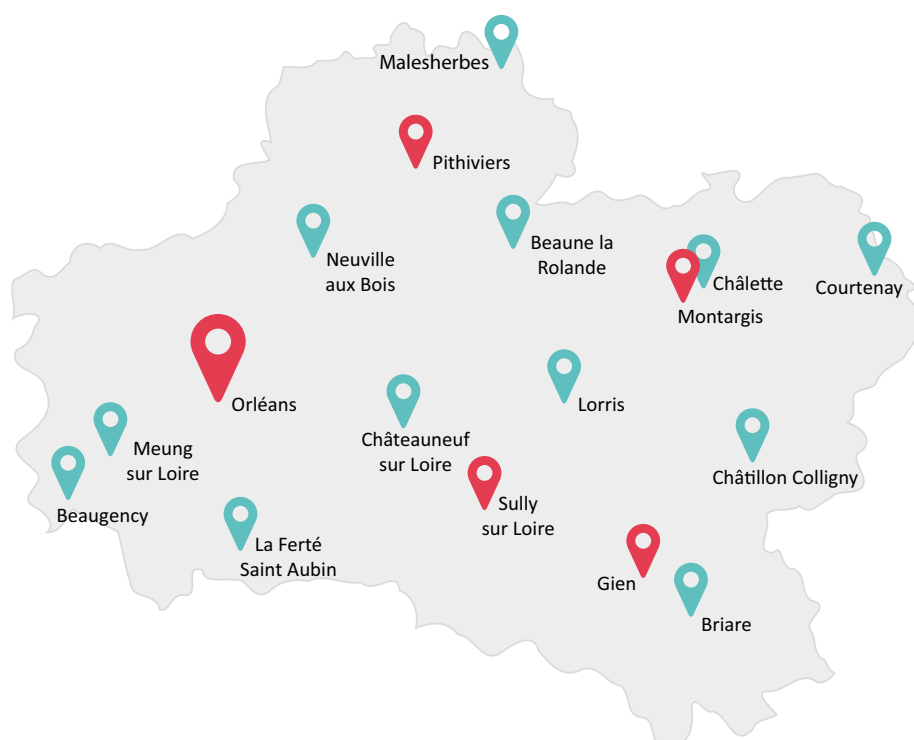 Malesherbes
Pithiviers
Neuville
aux Bois
Beaune la
Rolande
Châlette
Courtenay
Montargis
Orléans
Lorris
Châteauneuf
sur Loire
Meung
sur Loire
Châtillon Colligny
Beaugency
Sully
sur Loire
La Ferté
Saint Aubin
Gien
Briare